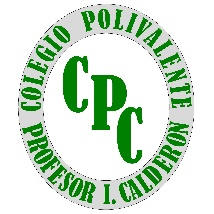 COLEGIO POLIVALENTE
CPC
PROFESOR I. CALDERON